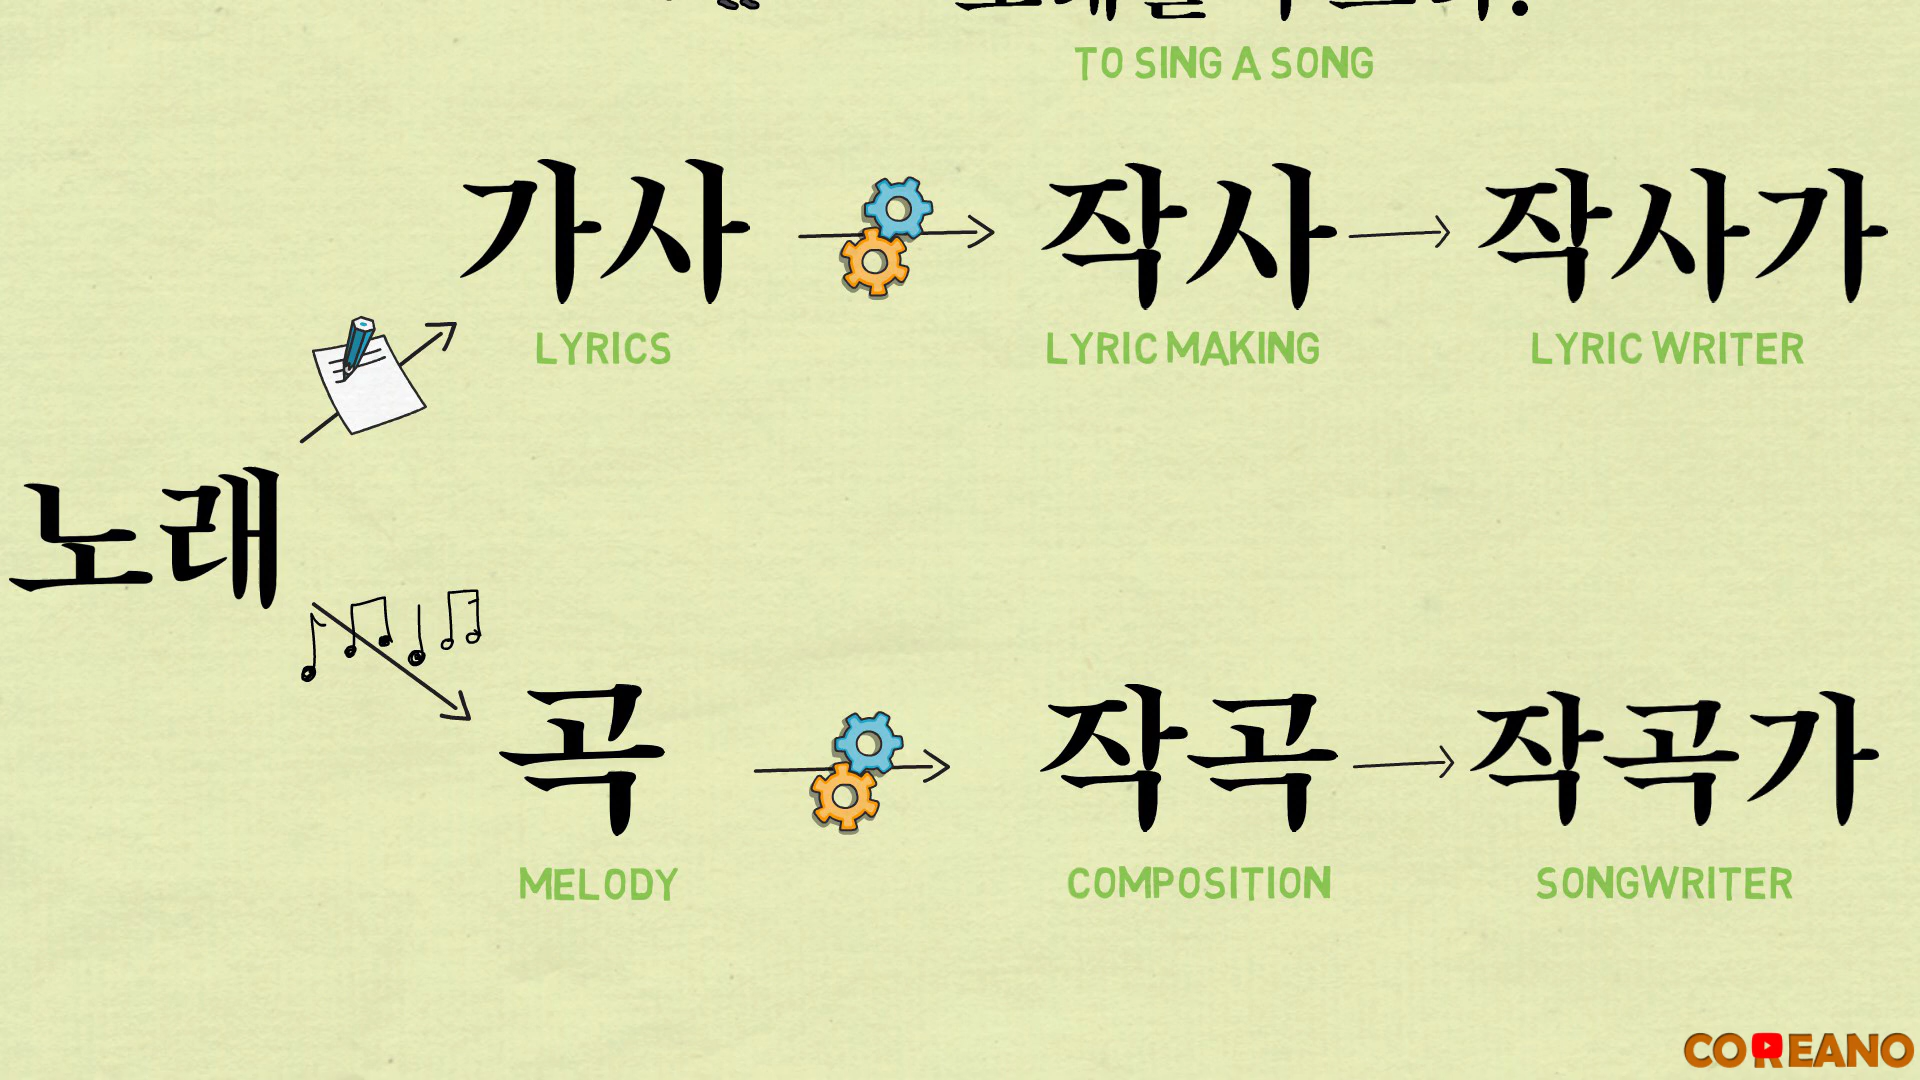 TO SING A SONG
가사 작사 작사가
LYRICS LYRIC MAKING LYRIC WRITER
노래
곡 작곡 작곡가
MELODY COMPOSITION SONGWRITER
COREANO